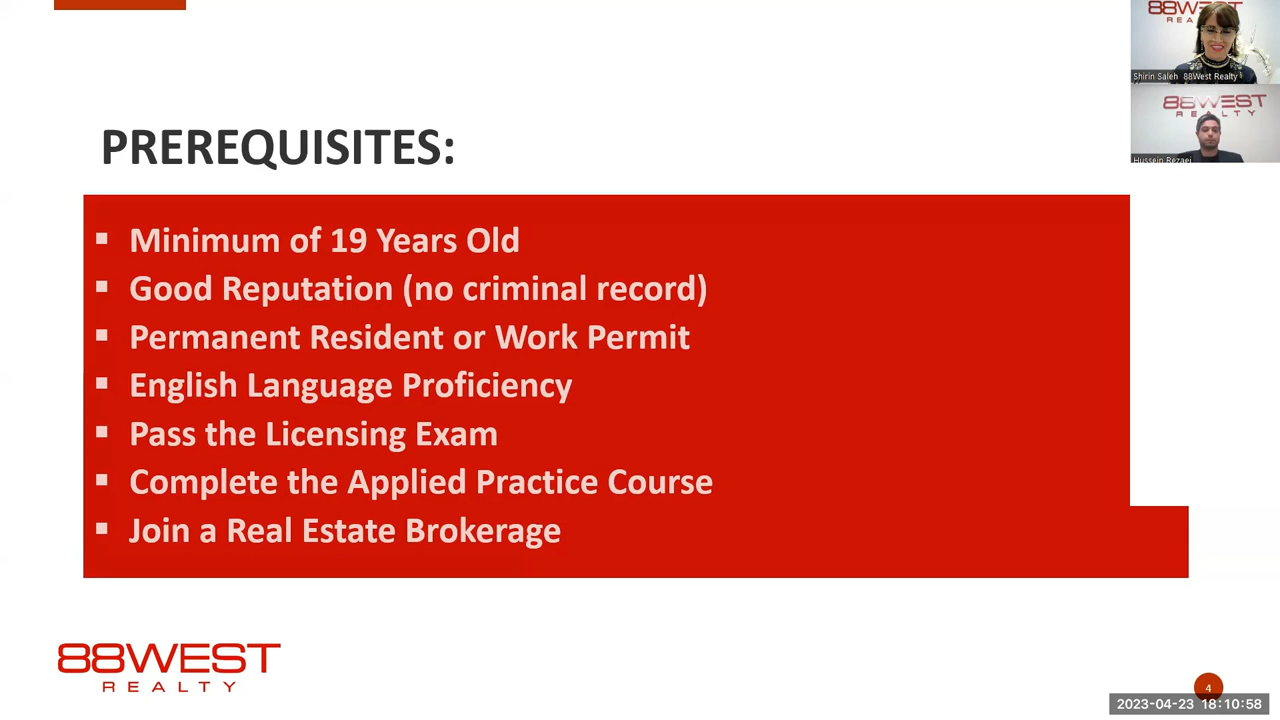 88WEST
REALTY
Shirin Saleh 88West Realty
88WEST
REALTY
Hussein Rezaei
PREREQUISITES:
▪ Minimum of 19 Years Old
▪ Good Reputation (no criminal record)
▪ Permanent Resident or Work Permit
▪ English Language Proficiency
▪ Pass the Licensing Exam
▪ Complete the Applied Practice Course
▪ Join a Real Estate Brokerage
88WEST
REALTY
4
2023-04-23 18:10:58